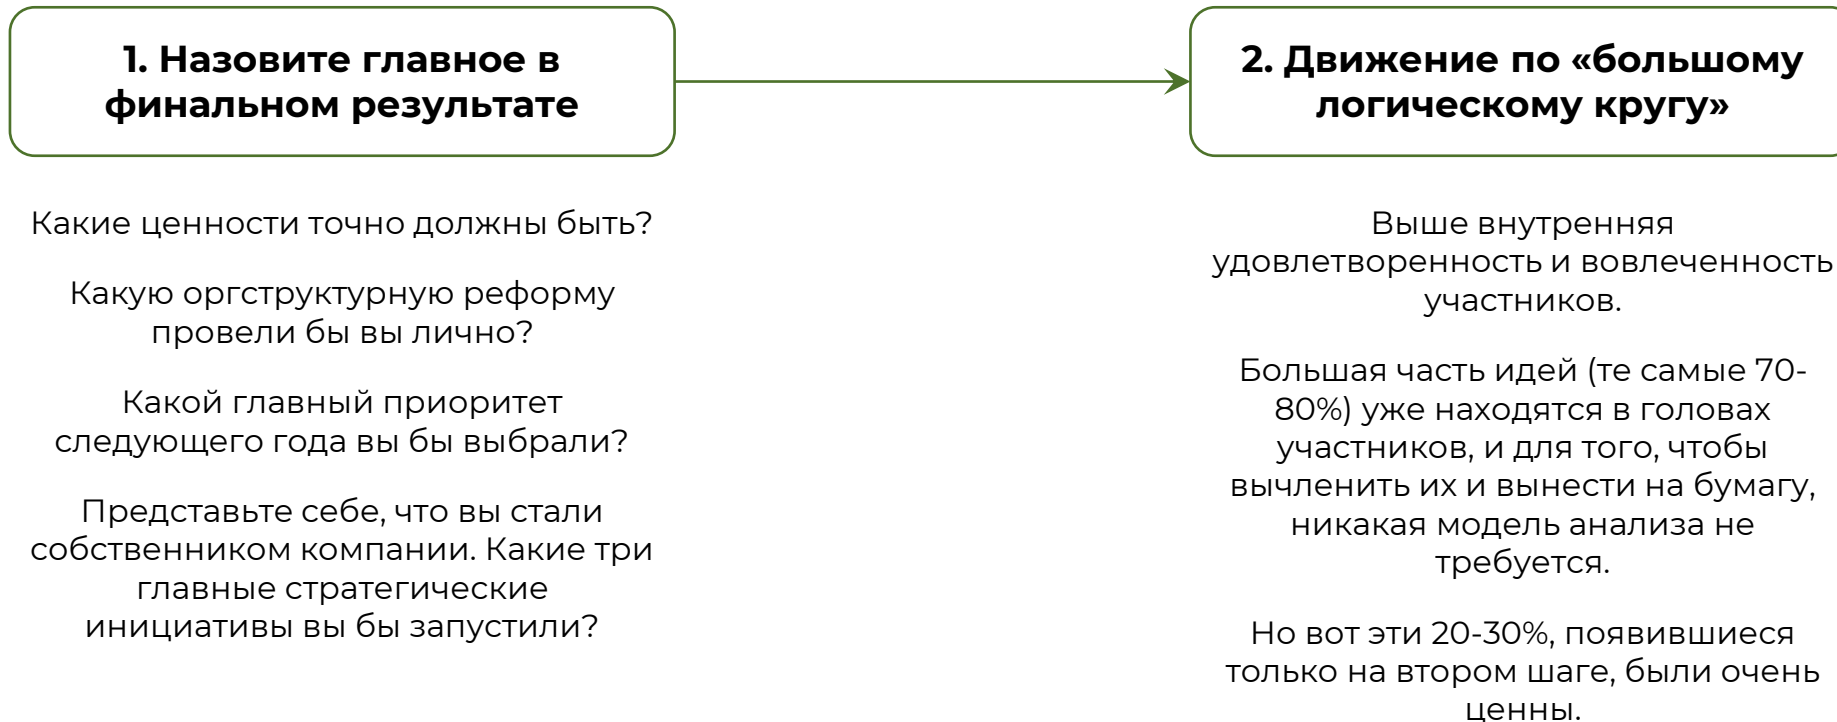 1. Назовите главное в
финальном результате
Какие ценности точно должны быть?
Какую оргструктурную реформу
провели бы вы лично?
Какой главный приоритет
следующего года вы бы выбрали?
Представьте себе, что вы стали
собственником компании. Какие три
главные стратегические
инициативы вы бы запустили?
2. Движение по «большому
логическому кругу»
Выше внутренняя
удовлетворенность и вовлеченность
участников.
Большая часть идей (те самые 70-
80%) уже находятся в головах
участников, и для того, чтобы
вычленить их и вынести на бумагу,
никакая модель анализа не
требуется.
Но вот эти 20-30%, появившиеся
только на втором шаге, были очень
ценны.